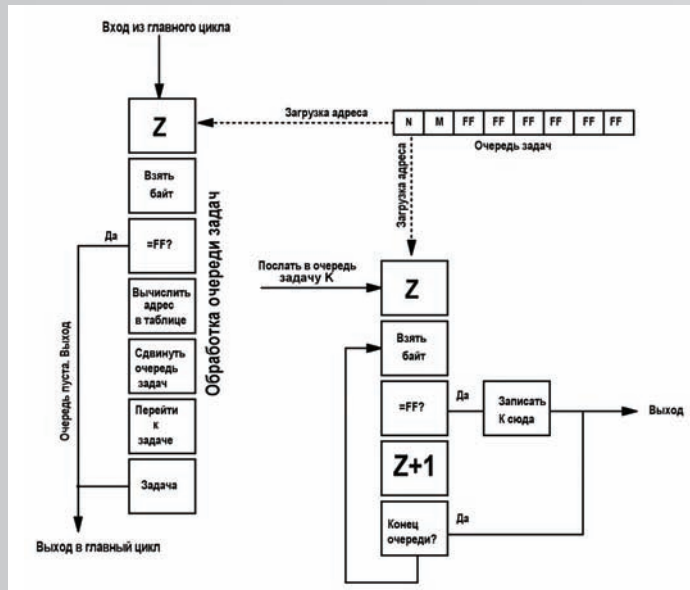 Вход из главного цикла
Z
Взять
байт
=FF?
Да
Вычислить
адрес
в таблице
Сдвинуть
очередь
задач
Перейти
к
задаче
Задача
Очередь пуста. Выход
Выход в главный цикл
Обработка очереди задач
Загрузка адреса
N M FF FF FF FF FF FF
Очередь задач
Загрузка адреса
Послать в очередь
задачу K
Z
Взять
байт
=FF?
Да
Записать
K сюда
Выход
Z+1
Конец
очереди?
Да